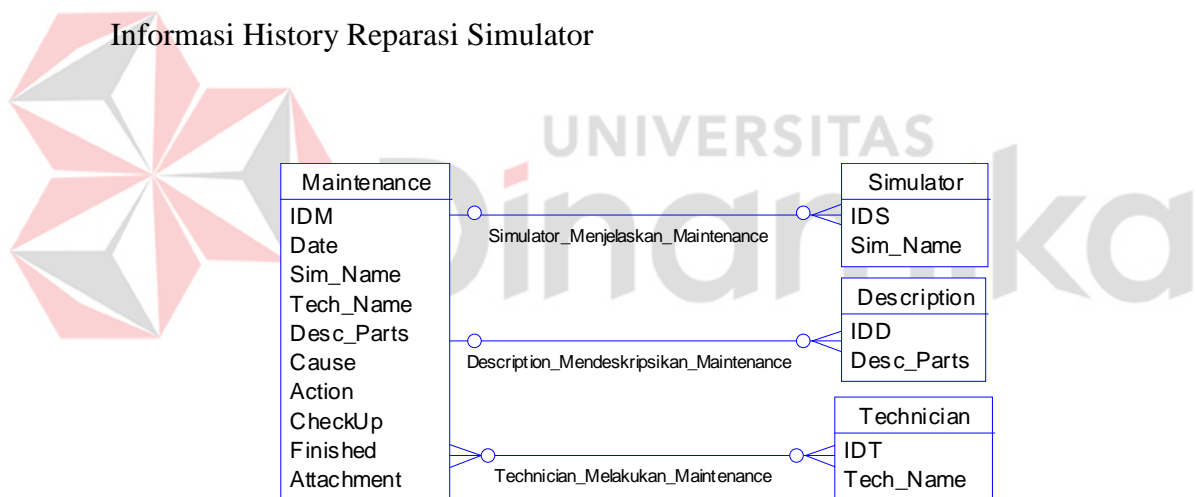 Informasi History Reparasi Simulator
UNIVERSITAS
Dinamika
Maintenance
IDM
Date
Sim_Name
Tech_Name
Desc_Parts
Cause
Action
CheckUp
Finished
Attachment
Simulator_Menjelaskan_Maintenance
Description_Mendeskripsikan_Maintenance
Technician_Melakukan_Maintenance
Simulator
IDS
Sim_Name
Description
IDD
Desc_Parts
Technician
IDT
Tech_Name